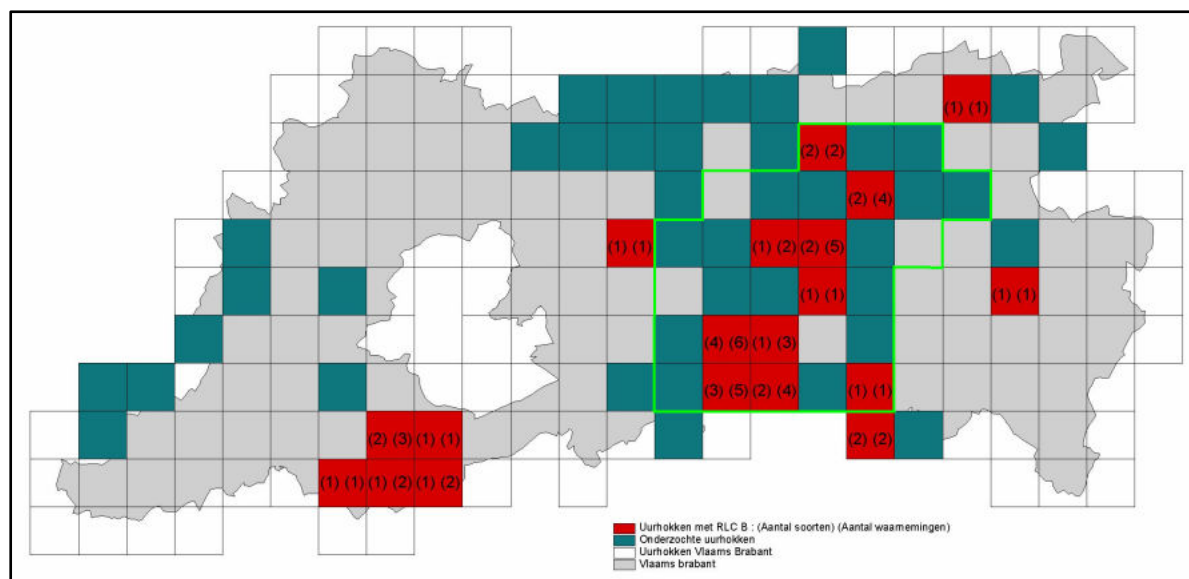 (1) (1)
(2) (2)
(2) (4)
(1) (1) (1) (2) (2) (5)
(1) (1) (1) (1)
(4) (6) (1) (3)
(3) (5) (2) (4) (1) (1)
(2) (3) (1) (1) (2) (2)
(1) (1) (1) (2) (1) (2)
Uurhokken met RLC B : (Aantal soorten) (Aantal waarnemingen)
Onderzochte uurhokken
Uurhokken Vlaams Brabant
Vlaams brabant